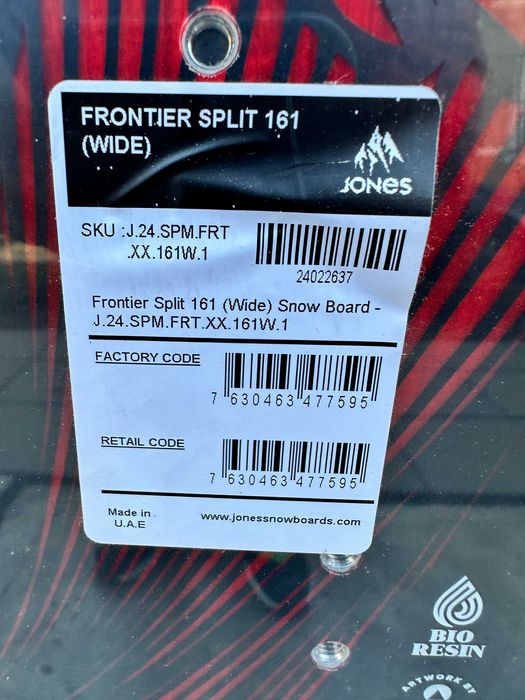 FRONTIER SPLIT 161
(WIDE)
JONES
SKU :J.24.SPM.FRT
.XX.161W.1
24022637
Frontier Split 161 (Wide) Snow Board -
J.24.SPM.FRT.XX.161W.1
FACTORY CODE
7 630463 477595
RETAIL CODE
7 630463 477595
Made in
U.A.E
www.jonessnowboards.com
BIO
RESIN
ARTWORK BY